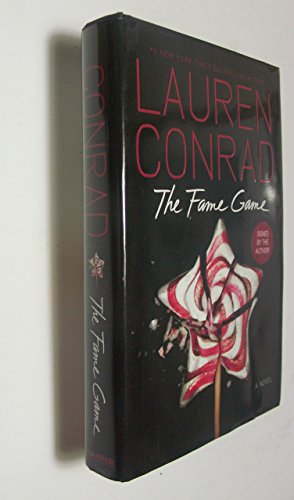 #1 NEW YORK TIMES BESTSELLING AUTHOR
LAUREN
CONRAD
The Fame Game
SIGNED
BY THE
AUTHOR!
A NOVEL
CONRAD
The Fame Game
HARPER